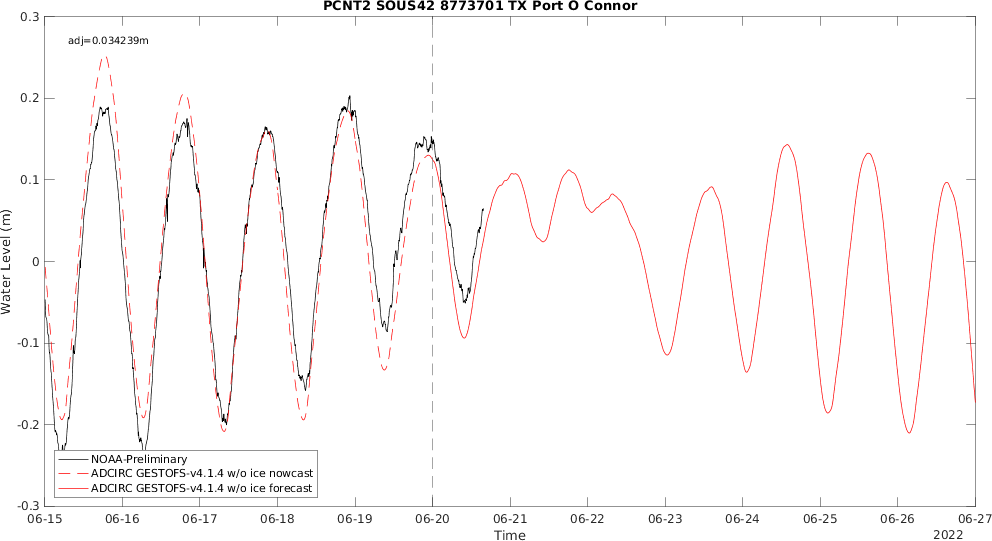 PCNT2 SOUS42 8773701 TX Port O Connor
adj=0.034239m
0.3
0.2
0.1
0
-0.1
-0.2
-0.3
Water Level (m)
NOAA-Preliminary
ADCIRC GESTOFS-v4.1.4 w/o ice nowcast
ADCIRC GESTOFS-v4.1.4 w/o ice forecast
06-15 06-16 06-17 06-18 06-19 06-20 06-21 06-22 06-23 06-24 06-25 06-26 06-27
Time
2022